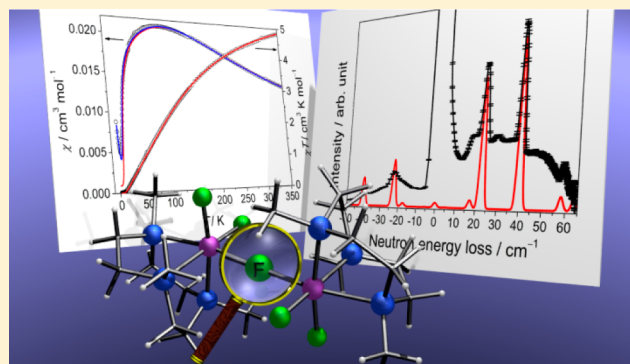 χ / cm³ mol⁻¹
0.020
0.015
0.010
0.005
0.000
0 50 100 150 200 250 300 350
/ K
5
4
3
2
1
0
χT / cm³ K mol⁻¹
Intensity / arb. unit
-30 -20 -10 0 10 20 30 40 50 60
Neutron energy loss / cm⁻¹
F